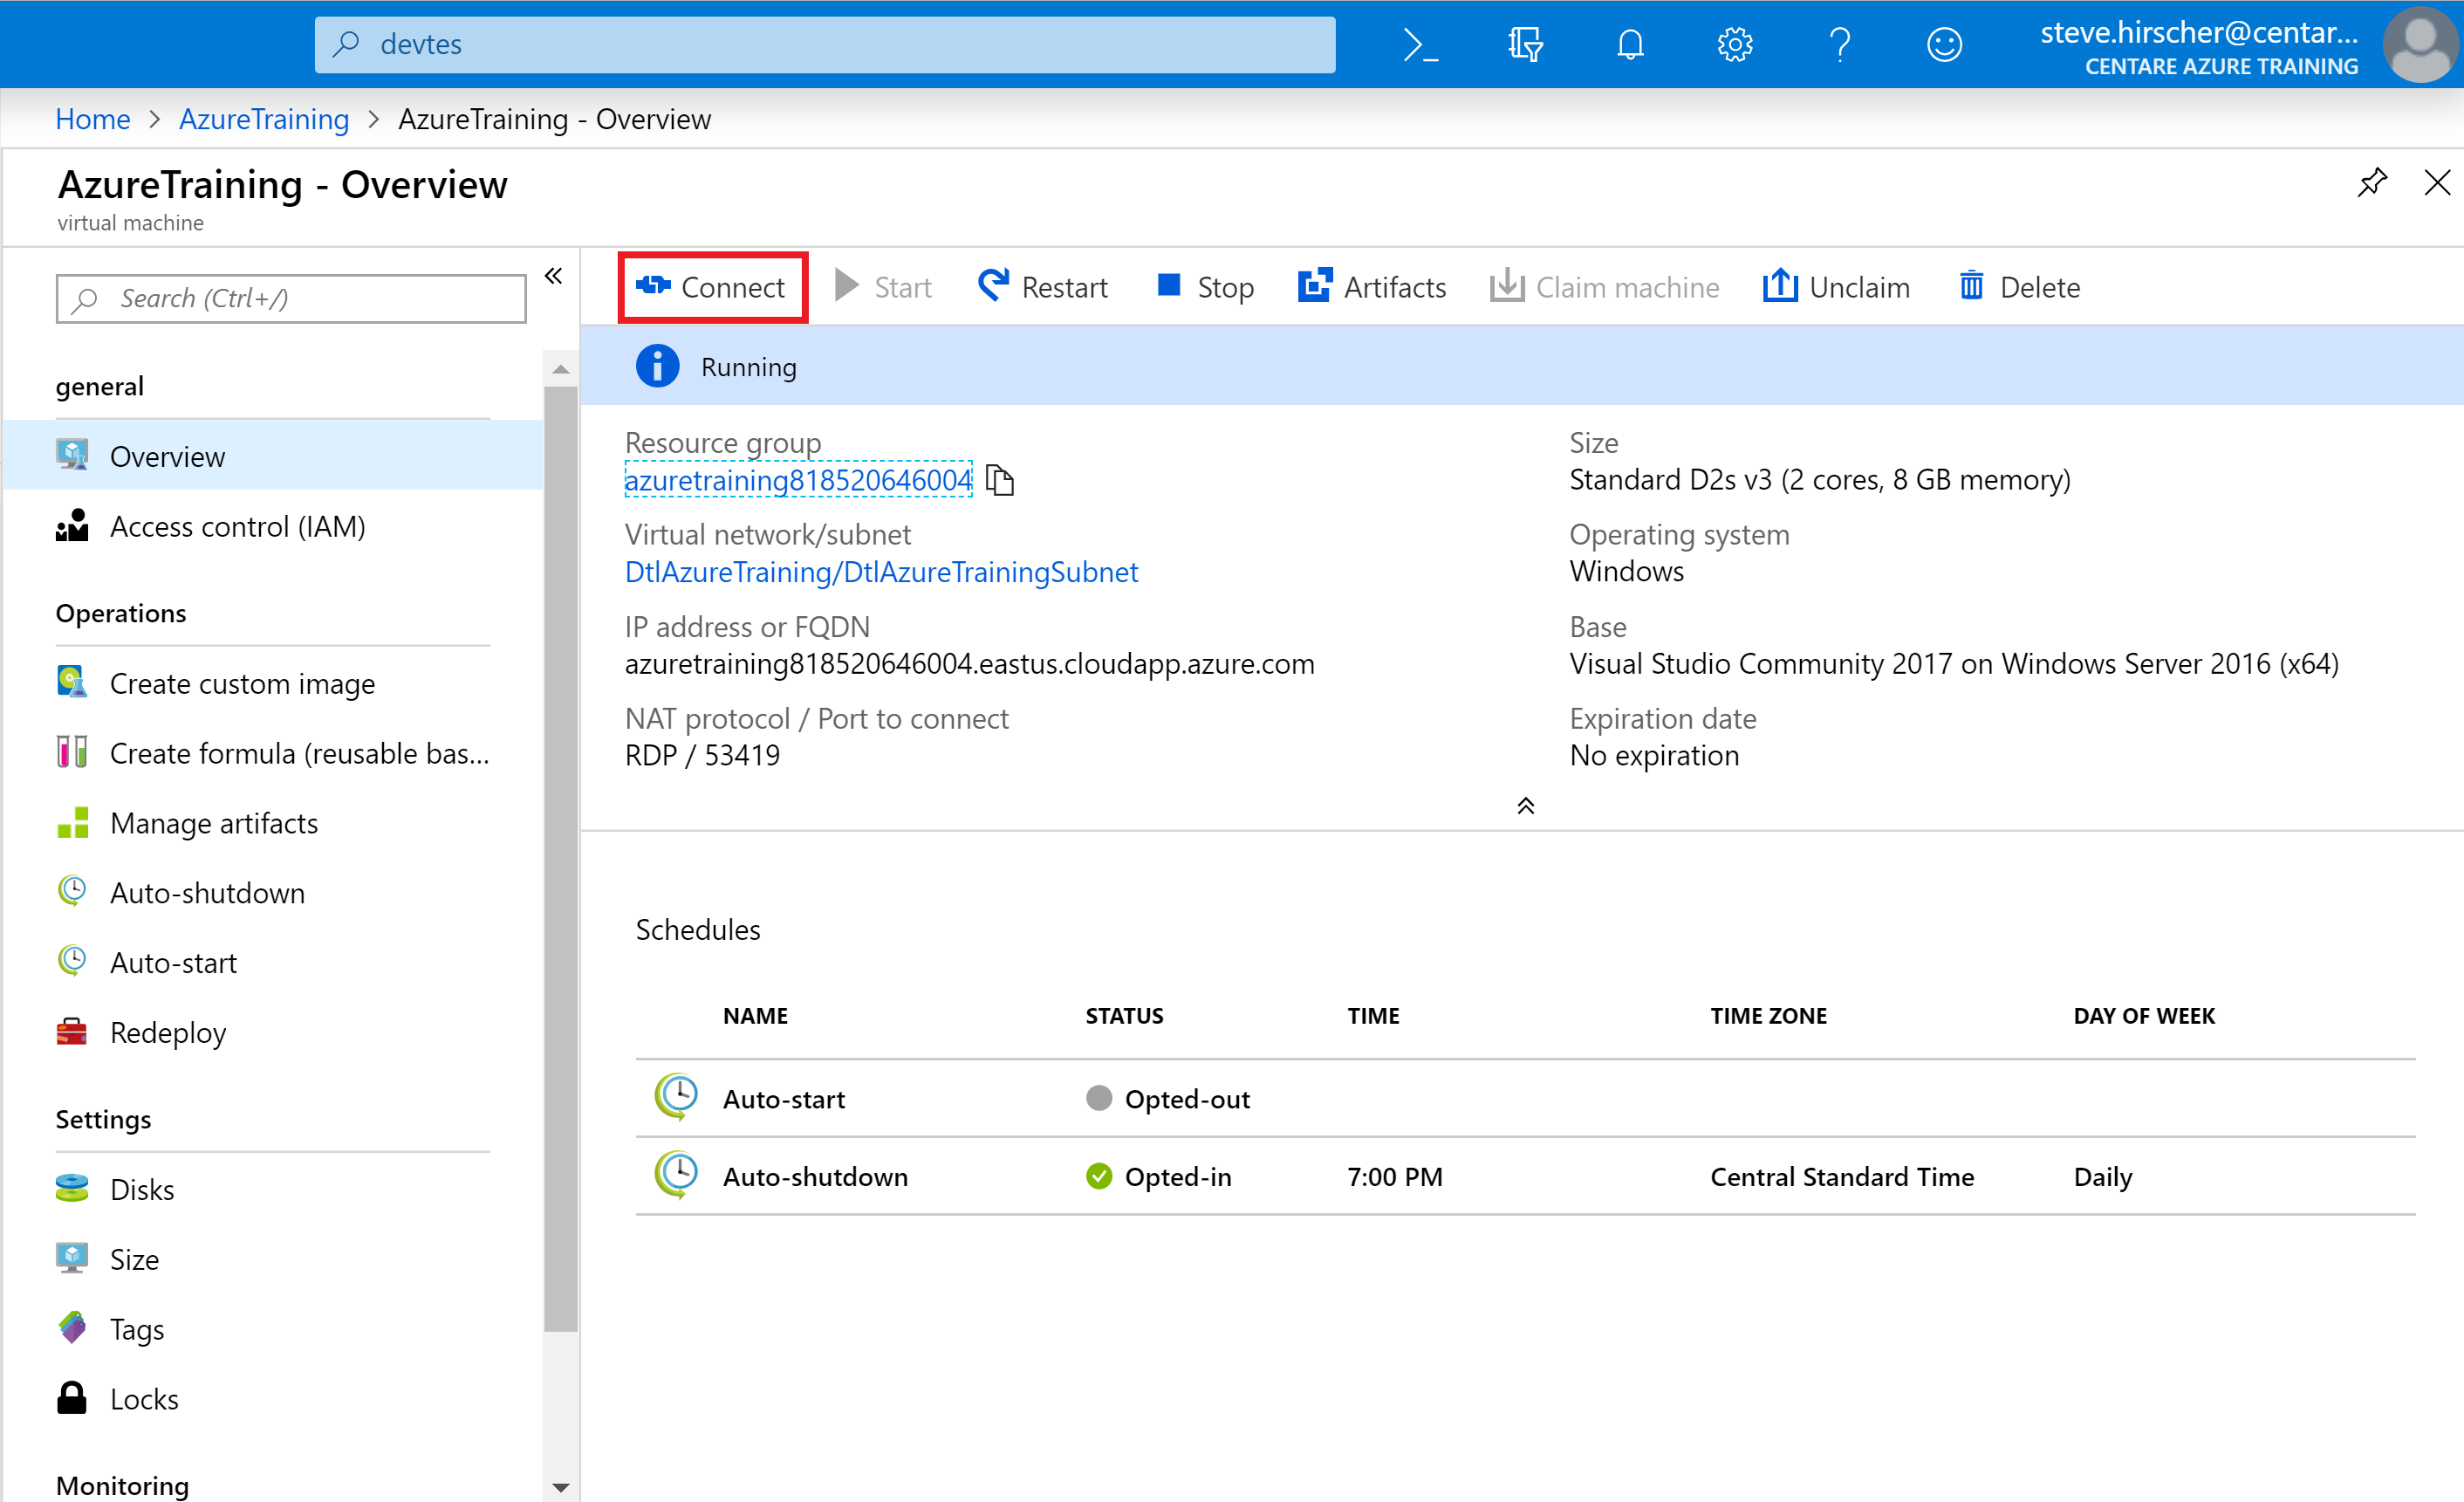 devtes
steve.hirscher@centar...
CENTARE AZURE TRAINING
Home > AzureTraining > AzureTraining - Overview
AzureTraining - Overview
virtual machine
Search (Ctrl+/)
Connect Start Restart Stop Artifacts Claim machine Unclaim Delete
Running
general
Overview
Access control (IAM)
Operations
Create custom image
Create formula (reusable bas...
Manage artifacts
Auto-shutdown
Auto-start
Redeploy
Settings
Disks
Size
Tags
Locks
Monitoring
Resource group
azuretraining818520646004
Virtual network/subnet
DtlAzureTraining/DtlAzureTrainingSubnet
IP address or FQDN
azuretraining818520646004.eastus.cloudapp.azure.com
NAT protocol / Port to connect
RDP / 53419
Size
Standard D2s v3 (2 cores, 8 GB memory)
Operating system
Windows
Base
Visual Studio Community 2017 on Windows Server 2016 (x64)
Expiration date
No expiration
Schedules
NAME STATUS TIME TIME ZONE DAY OF WEEK
Auto-start Opted-out
Auto-shutdown Opted-in 7:00 PM Central Standard Time Daily